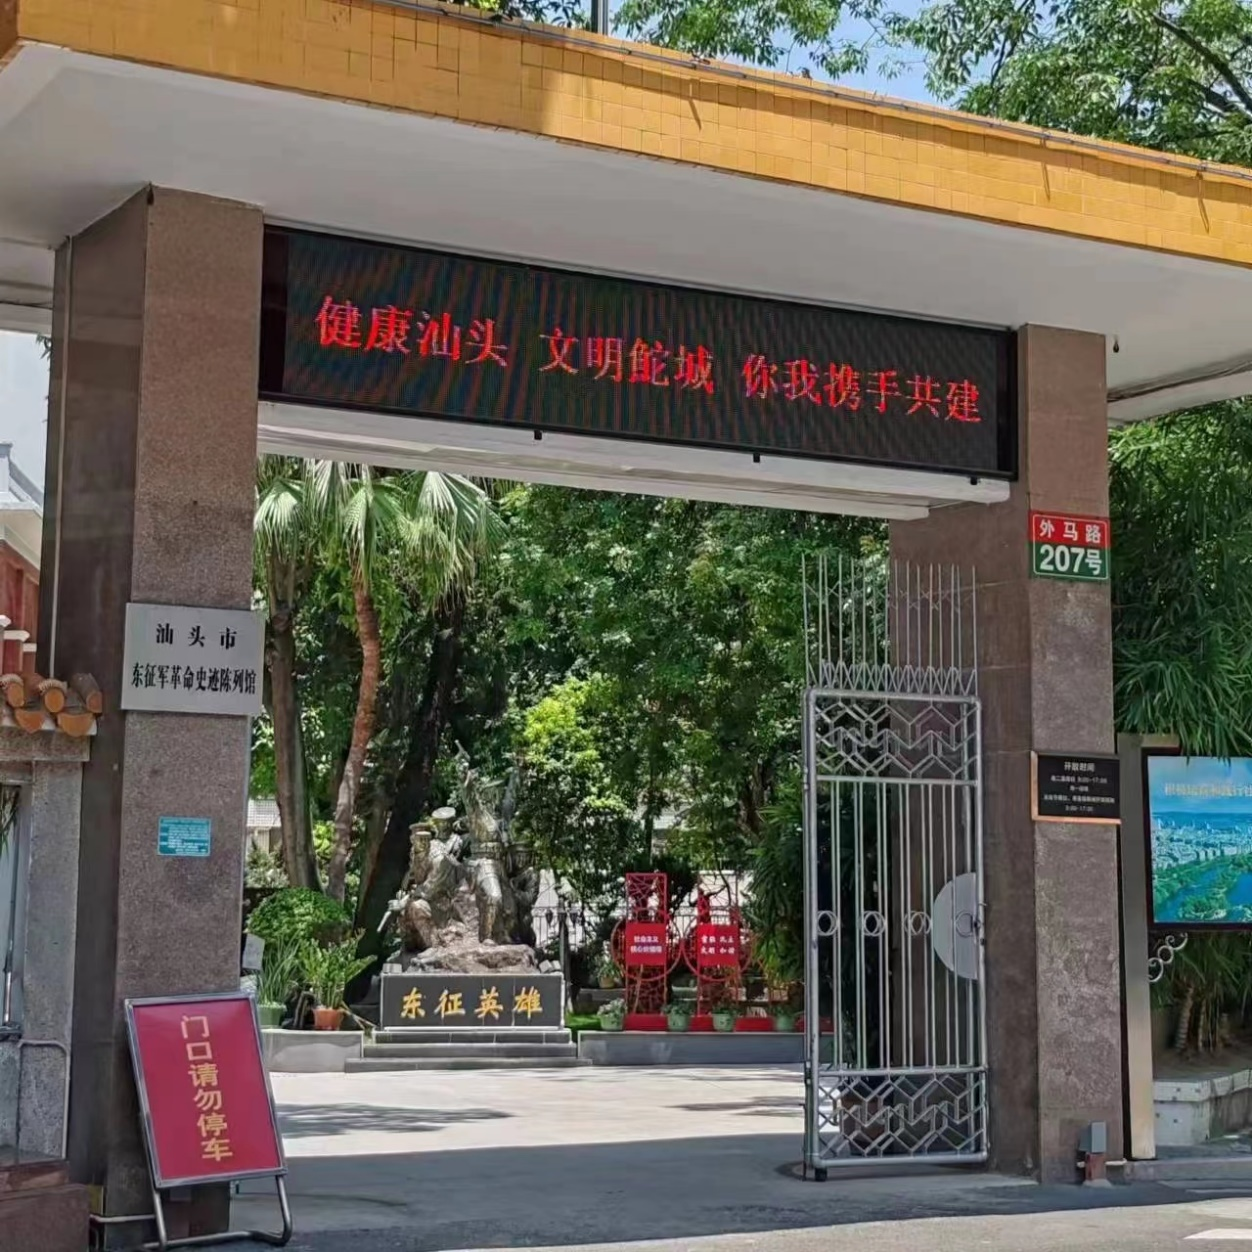 健康汕头 文明鮀城 你我携手共建
外马路
207号
汕头市
东征军革命史迹陈列馆
开放时间
东征英雄
门口请勿停车